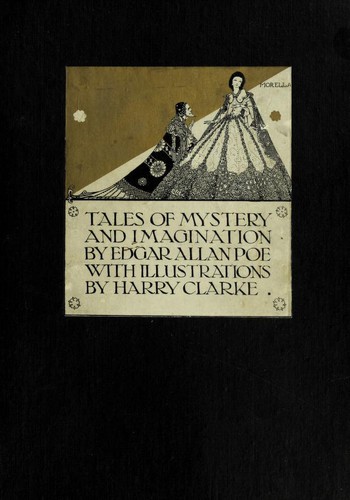 MORELLA
TALES OF MYSTERY
AND IMAGINATION
BY EDGAR ALLAN POE
WITH ILLUSTRATIONS
BY HARRY CLARKE .